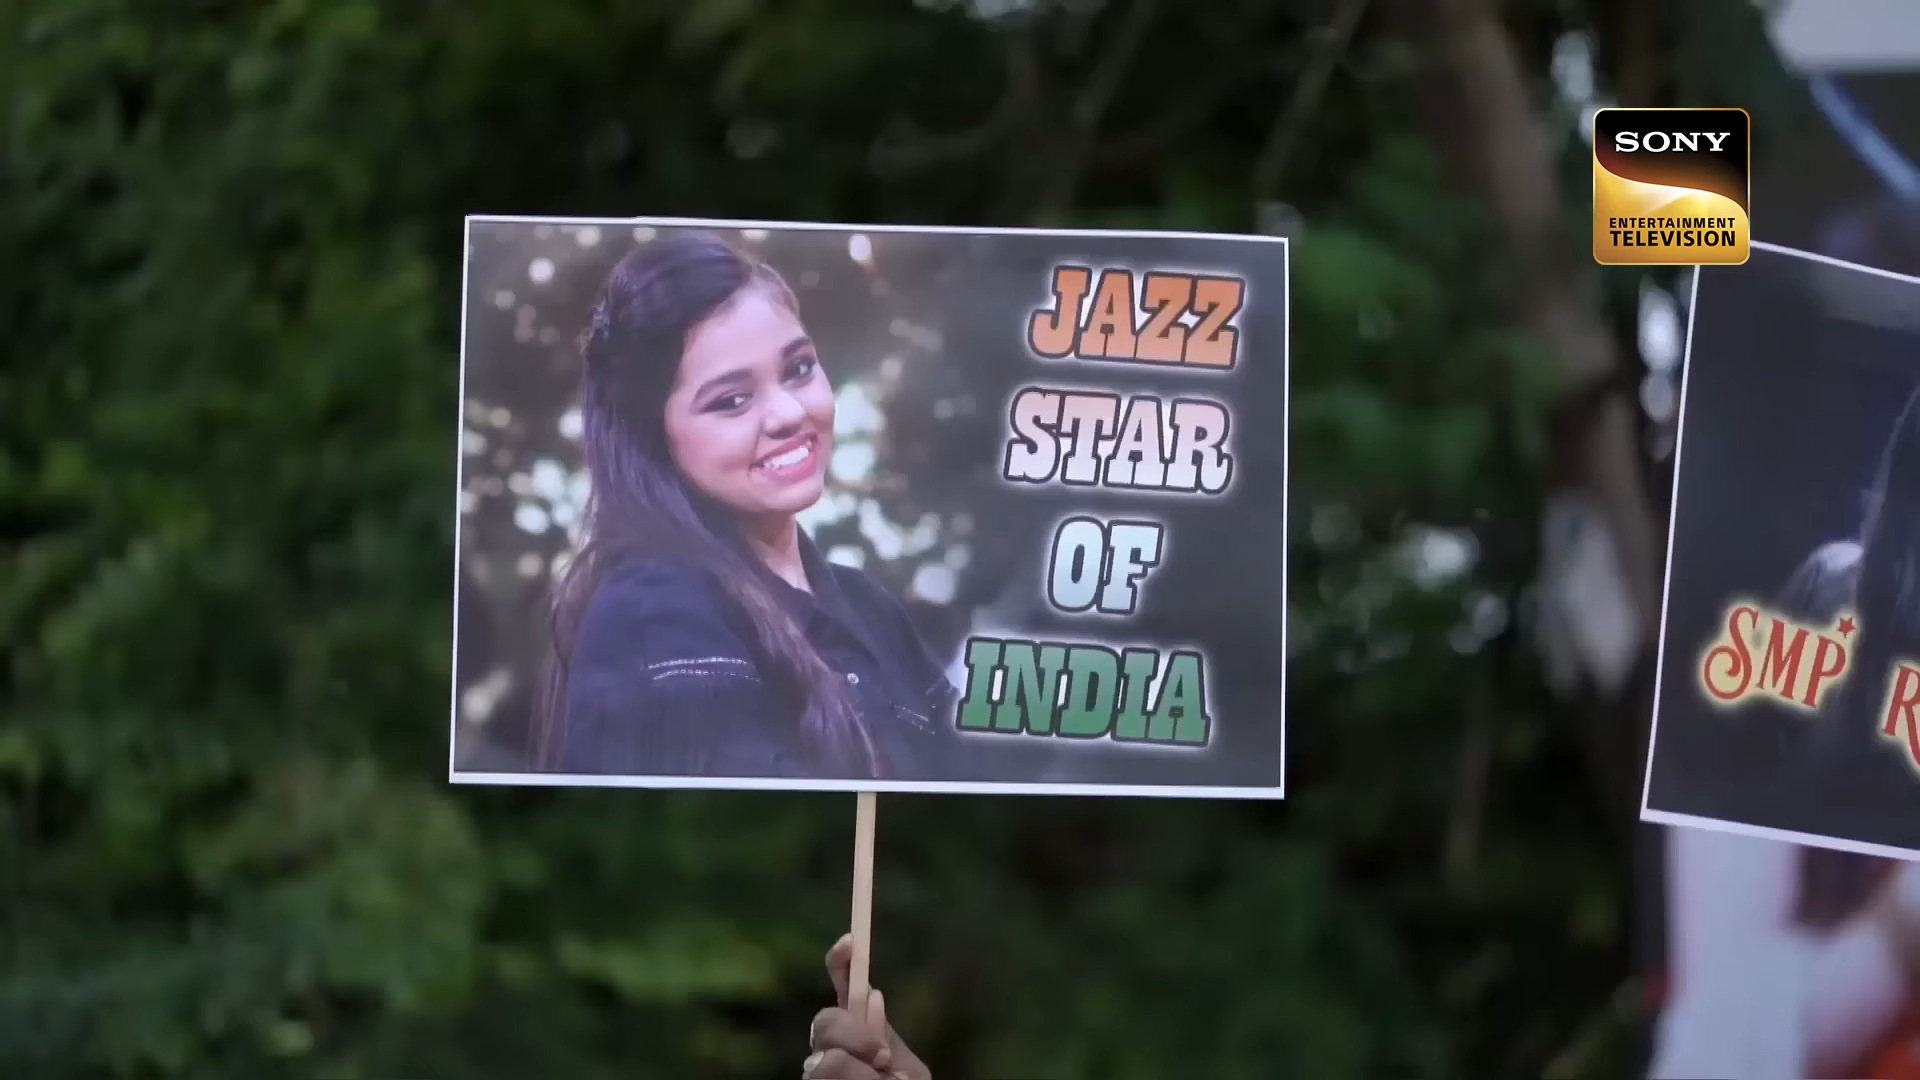 JAZZ
STAR
OF
INDIA
SONY
ENTERTAINMENT
TELEVISION
SMP